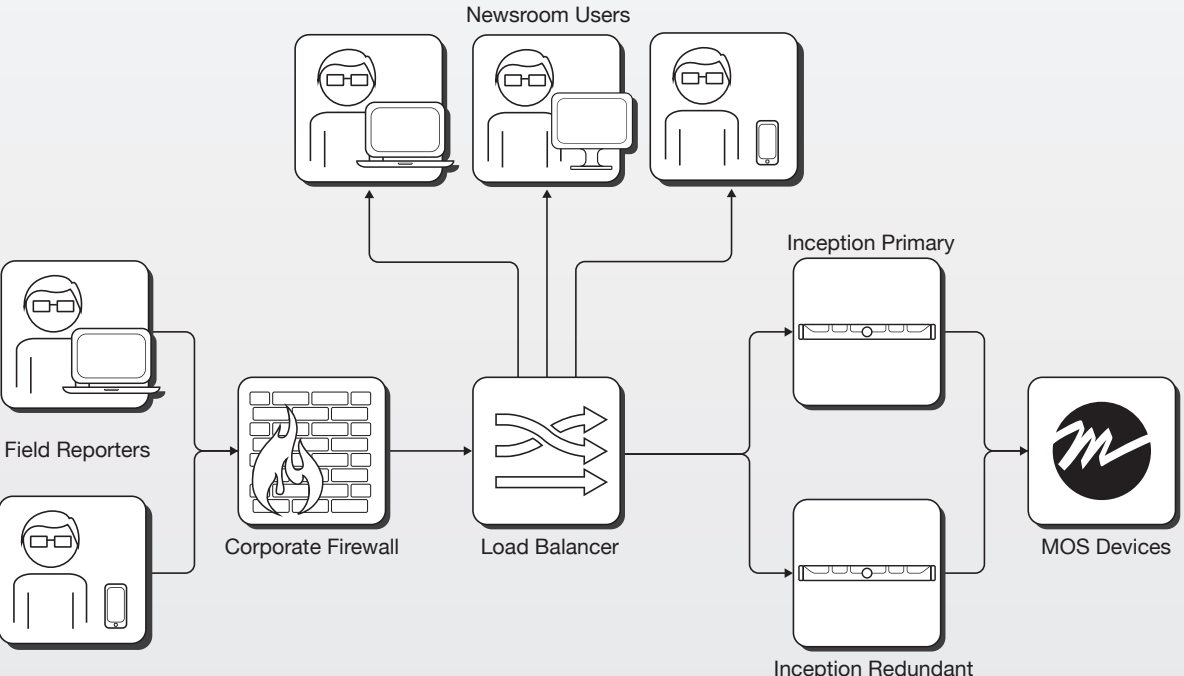 Newsroom Users
Inception Primary
Field Reporters
Corporate Firewall
Load Balancer
MOS Devices
Inception Redundant